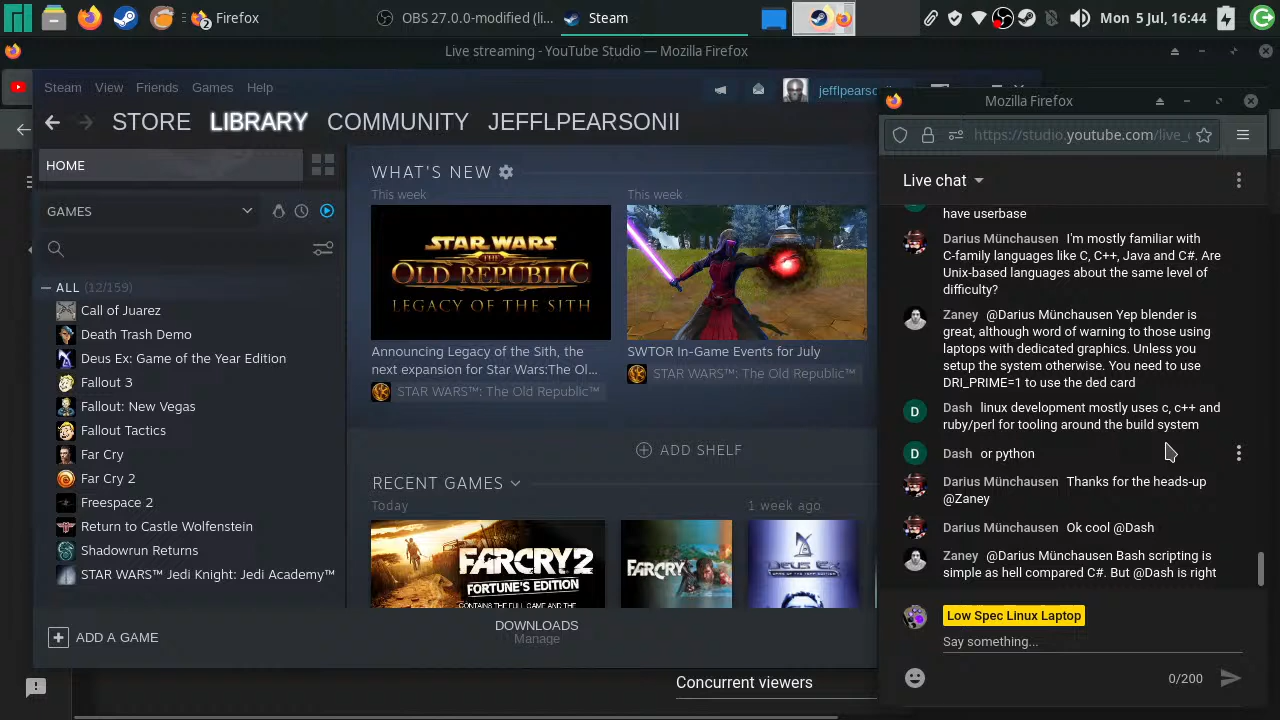 2 Firefox
OBS 27.0.0-modified (li...
Steam
Mon 5 Jul, 16:44
Live streaming - YouTube Studio — Mozilla Firefox
Steam View Friends Games Help
STORE LIBRARY COMMUNITY JEFFLPEARSONII
HOME
GAMES
ALL (12/159)
Call of Juarez
Death Trash Demo
Deus Ex: Game of the Year Edition
Fallout 3
Fallout: New Vegas
Fallout Tactics
Far Cry
Far Cry 2
Freespace 2
Return to Castle Wolfenstein
Shadowrun Returns
STAR WARS™ Jedi Knight: Jedi Academy™
ADD A GAME
WHAT'S NEW
This week
This week
STAR WARS
THE
OLD REPUBLIC
LEGACY OF THE SITH
Announcing Legacy of the Sith, the
next expansion for Star Wars:The Ol...
STAR WARS™: The Old Republic™
SWTOR In-Game Events for July
STAR WARS™: The Old Republic™
ADD SHELF
RECENT GAMES
Today
1 week ago
FARCRY2
FORTUNE'S EDITION
FARCRY
DEUS EX
DOWNLOADS
Manage
Concurrent viewers
Mozilla Firefox
https://studio.youtube.com/live_
Live chat
have userbase
Darius Münchausen I'm mostly familiar with
C-family languages like C, C++, Java and C#. Are
Unix-based languages about the same level of
difficulty?
Zaney @Darius Münchausen Yep blender is
great, although word of warning to those using
laptops with dedicated graphics. Unless you
setup the system otherwise. You need to use
DRI_PRIME=1 to use the ded card
D Dash linux development mostly uses c, c++ and
ruby/perl for tooling around the build system
D Dash or python
Darius Münchausen Thanks for the heads-up
@Zaney
Darius Münchausen Ok cool @Dash
Zaney @Darius Münchausen Bash scripting is
simple as hell compared C#. But @Dash is right
Low Spec Linux Laptop
Say something...
0/200